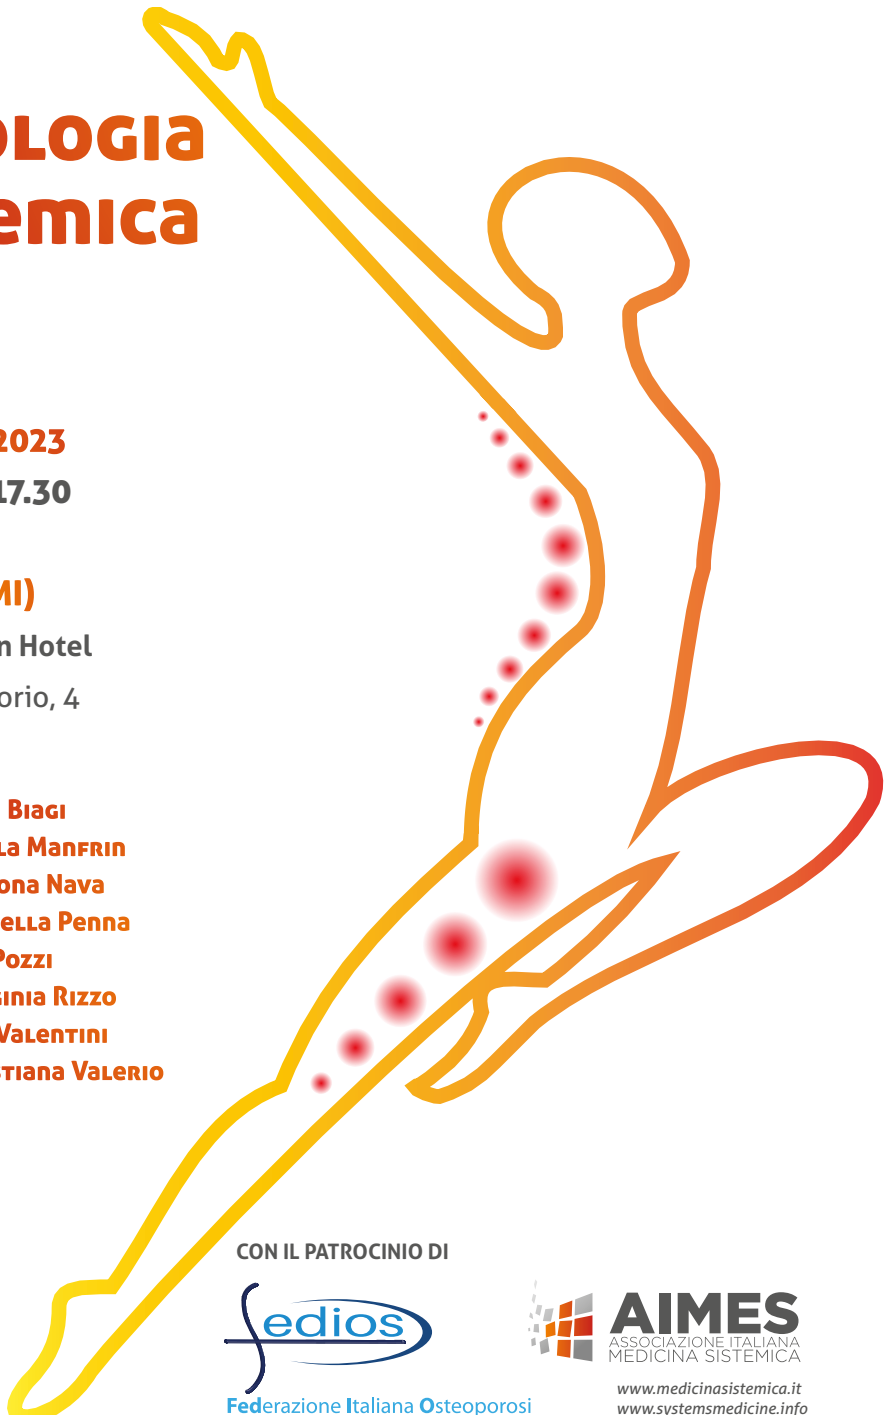 OLOGIA
EMICA
2023
17.30
MI)
n Hotel
orio, 4
Biagi
la Manfrin
ona Nava
ella Penna
Pozzi
inia Rizzo
Valentini
stiana Valerio
CON IL PATROCINIO DI
fedios
Federazione Italiana Osteoporosi
AIMES
ASSOCIAZIONE ITALIANA
MEDICINA SISTEMICA
www.medicinasistemica.it
www.systemsmedicine.info